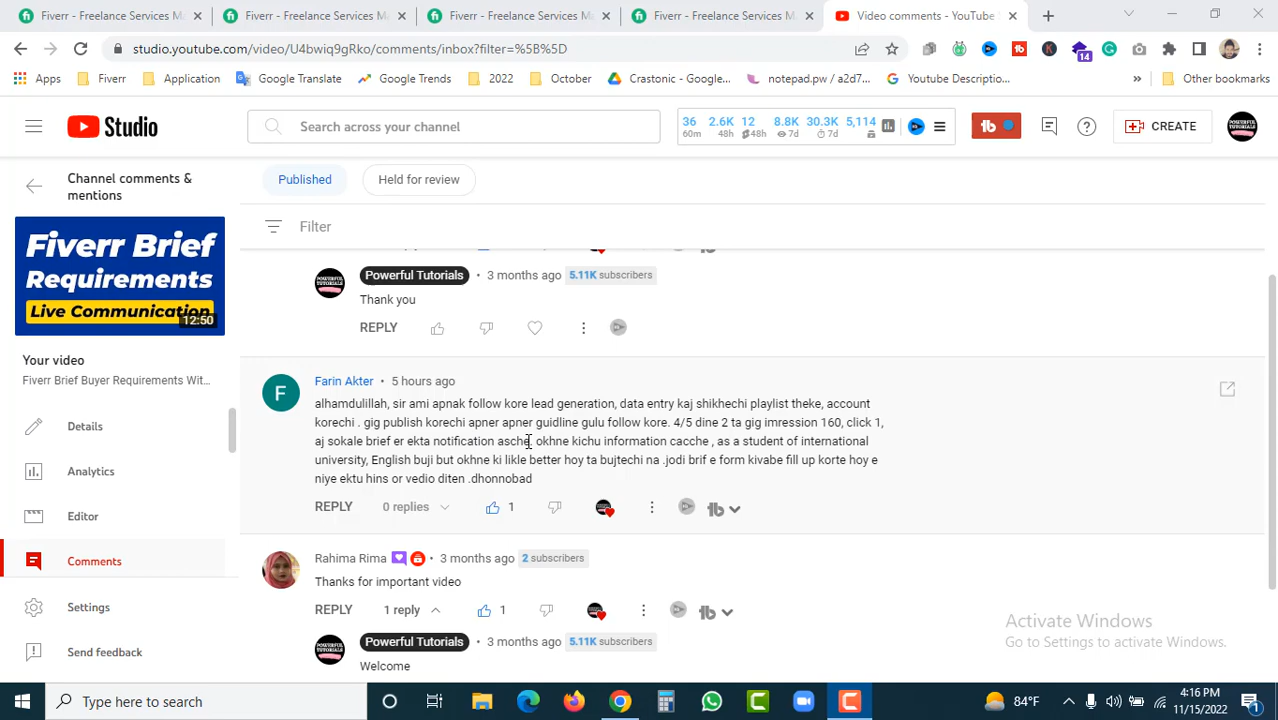 Fiverr - Freelance Services M
Fiverr - Freelance Services M
Fiverr - Freelance Services M
Fiverr - Freelance Services M
Video comments - YouTube
studio.youtube.com/video/U4bwiq9gRko/comments/inbox?filter=%5B%5D
14
Apps Fiverr Application Google Translate Google Trends 2022 October Crastonic - Google... notepad.pw / a2d7... Youtube Descriptio... » Other bookmarks
Studio
Search across your channel
36 2.6K 12 8.8K 30.3K 5,114
60m 48h 48h 7d 7d
tb
CREATE
Channel comments &
mentions
Published Held for review
Fiverr Brief
Requirements
Live Communication
12:50
Filter
Powerful Tutorials • 3 months ago 5.11K subscribers
Thank you
REPLY
Your video
Fiverr Brief Buyer Requirements Wit...
F
Farin Akter • 5 hours ago
alhamdulillah, sir ami apnak follow kore lead generation, data entry kaj shikhechi playlist theke, account
korechi . gig publish korechi apner apner guidline gulu follow kore. 4/5 dine 2 ta gig imression 160, click 1,
aj sokale brief er ekta notification asche, okhne kichu information cacche , as a student of international
university, English buji but okhne ki likle better hoy ta bujtechi na .jodi brif e form kivabe fill up korte hoy e
niye ektu hins or vedio diten .dhonnobad
REPLY 0 replies 1 tb
Details
Analytics
Editor
Comments
Settings
Send feedback
Rahima Rima • 3 months ago 2 subscribers
Thanks for important video
REPLY 1 reply 1 tb
Powerful Tutorials • 3 months ago 5.11K subscribers
Welcome
Activate Windows
Go to Settings to activate Windows.
Type here to search
84°F
4:16 PM
11/15/2022
1